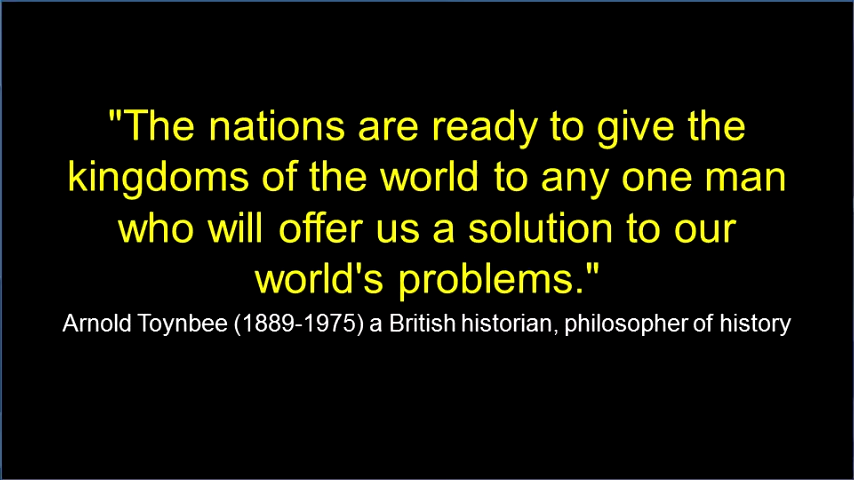 "The nations are ready to give the
kingdoms of the world to any one man
who will offer us a solution to our
world's problems."
Arnold Toynbee (1889-1975) a British historian, philosopher of history